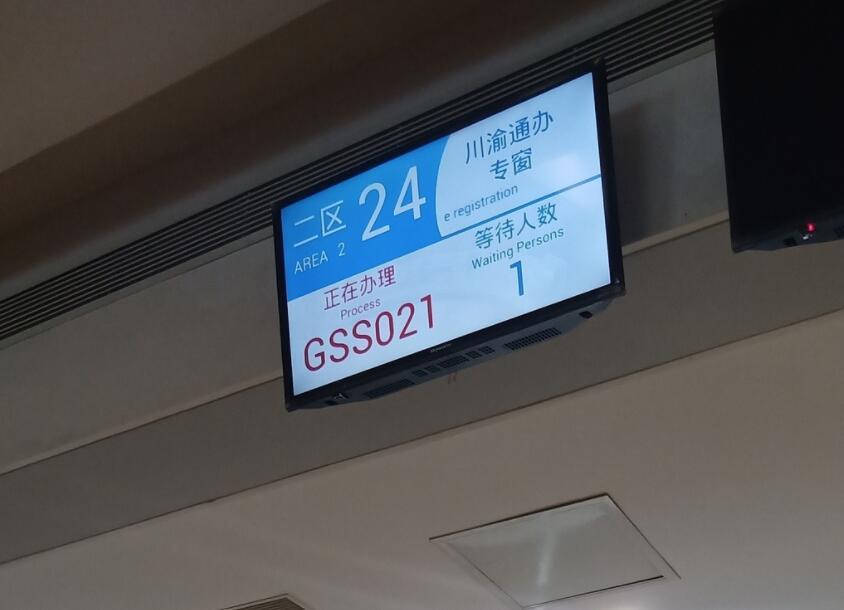 二区 24
AREA 2
川渝通办
专窗
e registration
正在办理
Process
GSS021
等待人数
Waiting Persons
1